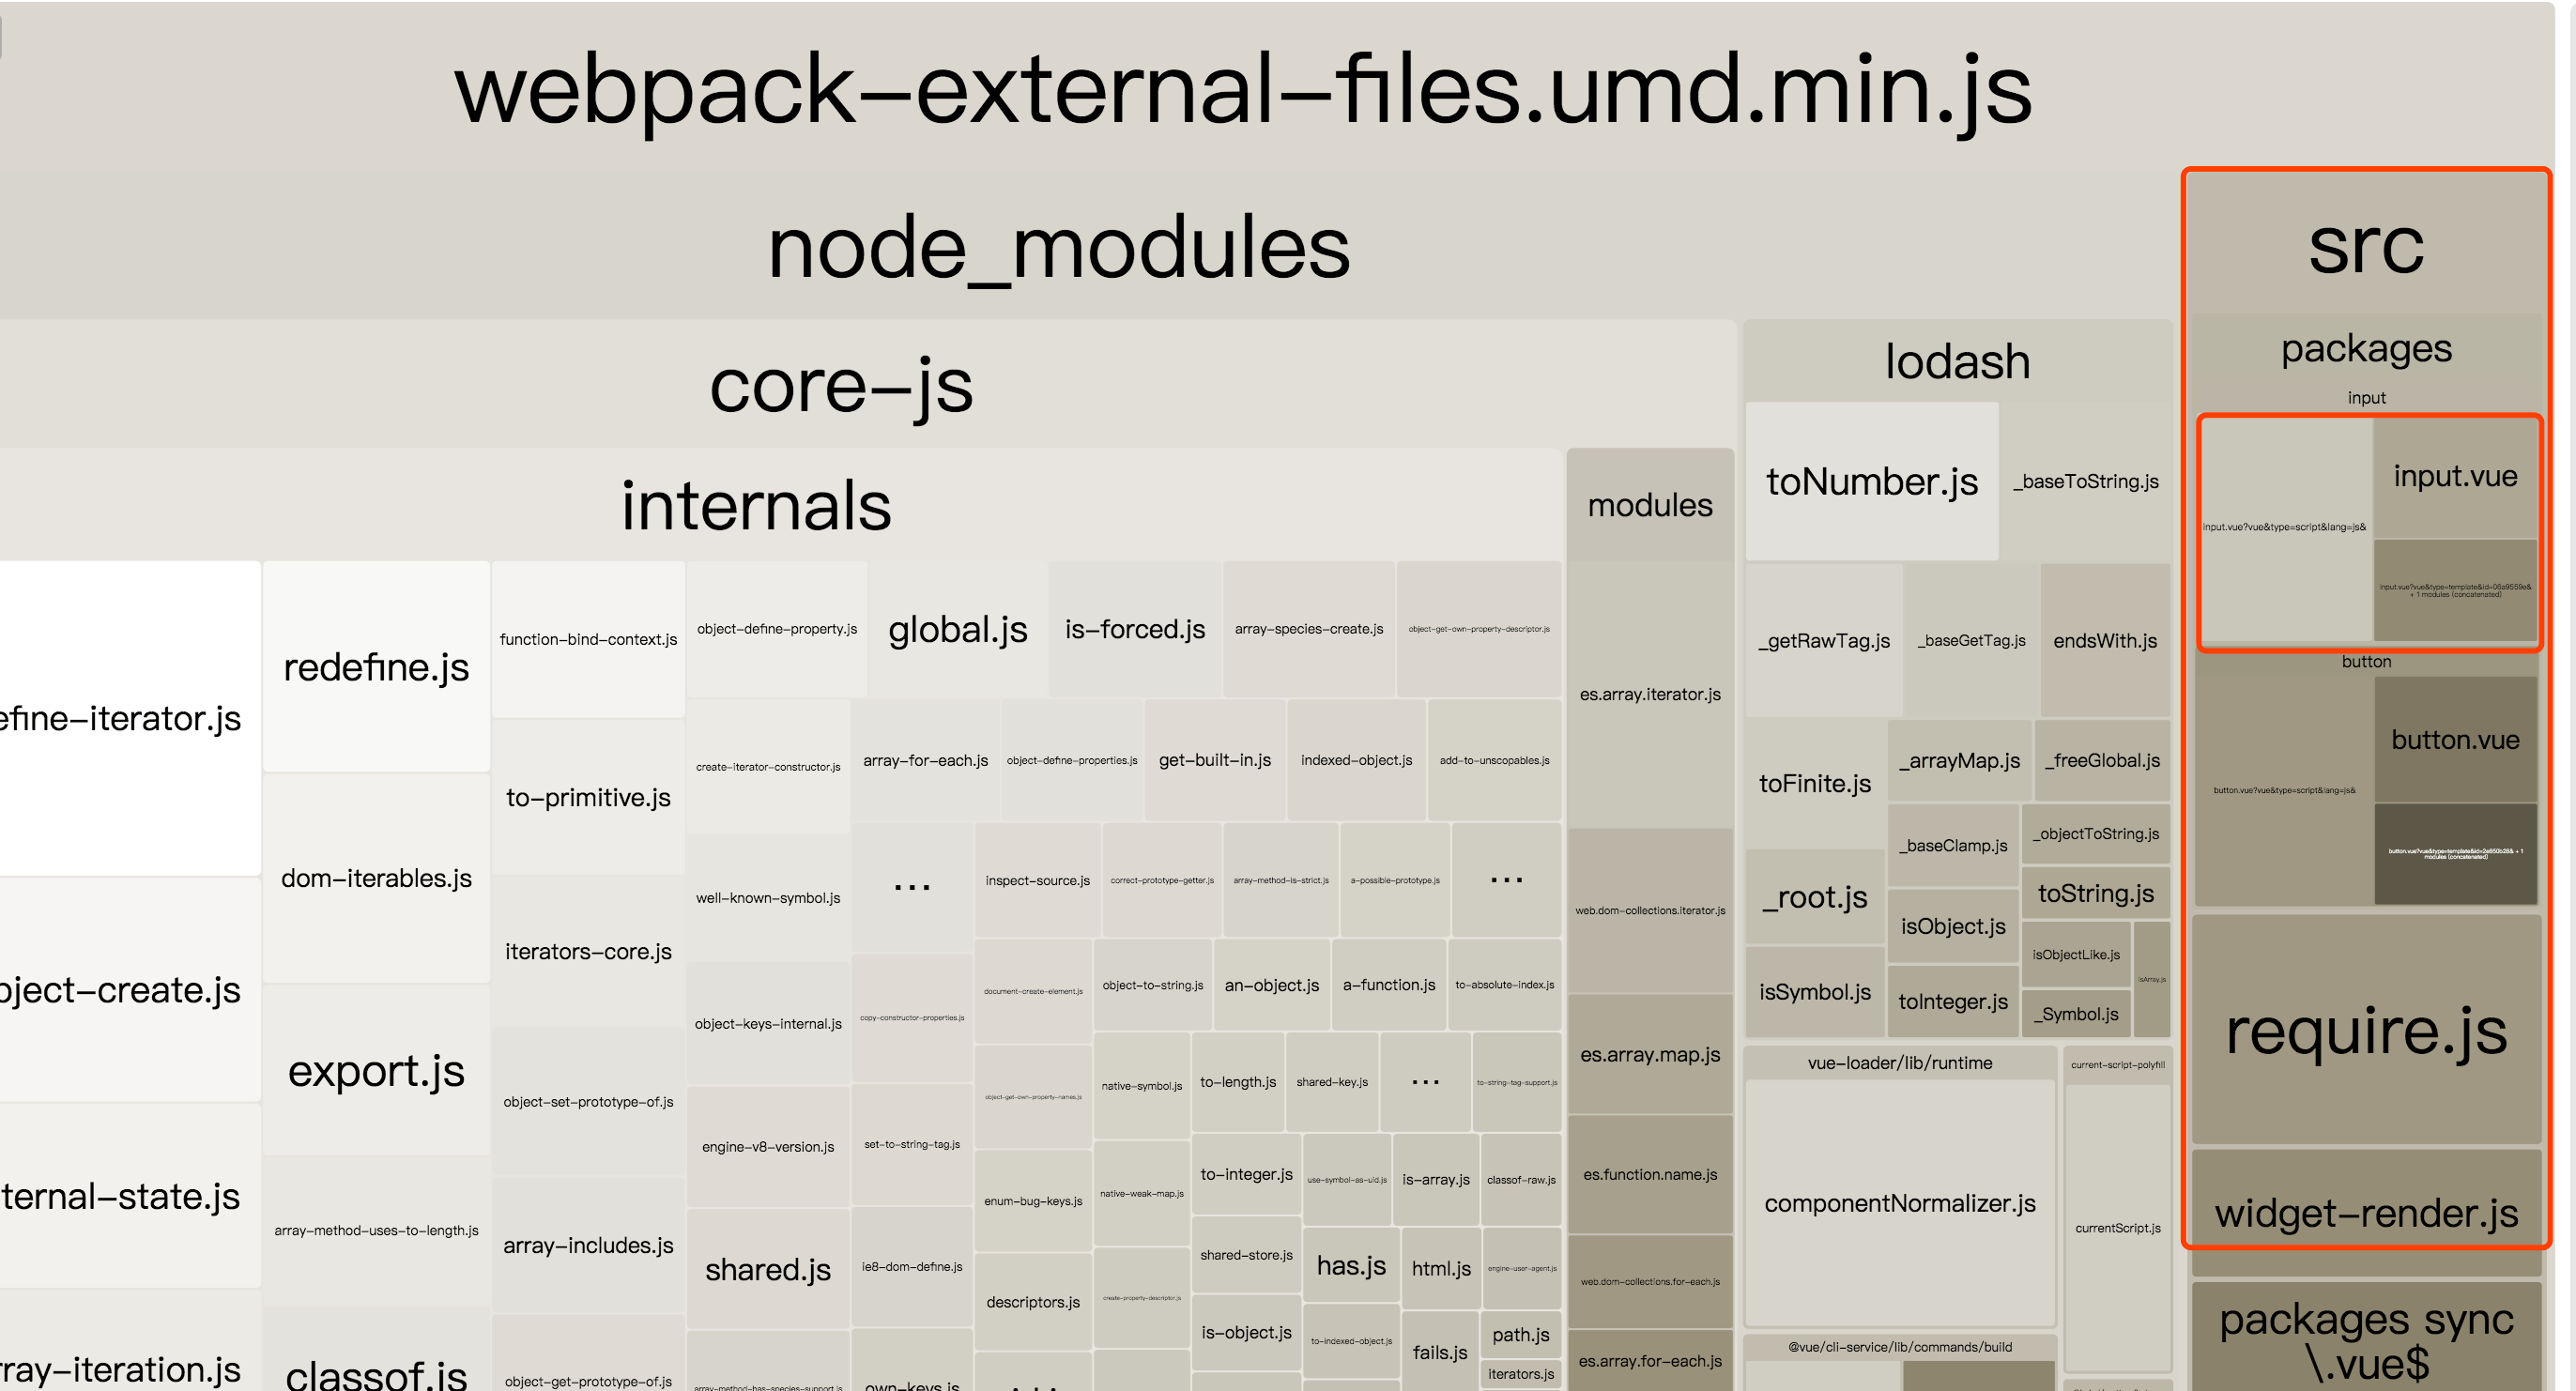 webpack-external-files.umd.min.js
node_modules
src
core-js
lodash
packages
input
internals
modules
toNumber.js
_baseToString.js
input.vue?vue&type=script&lang=js&
input.vue
input.vue?vue&type=template&id=06a9559e&
+ 1 modules (concatenated)
efine-iterator.js
redefine.js
function-bind-context.js
object-define-property.js
global.js
is-forced.js
array-species-create.js
object-get-own-property-descriptor.js
es.array.iterator.js
_getRawTag.js
_baseGetTag.js
endsWith.js
button
button.vue?vue&type=script&lang=js&
button.vue
modules (concatenated)
to-primitive.js
create-iterator-constructor.js
array-for-each.js
object-define-properties.js
get-built-in.js
indexed-object.js
add-to-unscopables.js
toFinite.js
_arrayMap.js
_freeGlobal.js
_baseClamp.js
_objectToString.js
dom-iterables.js
well-known-symbol.js
...
inspect-source.js
correct-prototype-getter.js
array-method-is-strict.js
a-possible-prototype.js
...
web.dom-collections.iterator.js
_root.js
toString.js
isObject.js
isObjectLike.js
isArray.js
isSymbol.js
toInteger.js
_Symbol.js
bject-create.js
iterators-core.js
object-keys-internal.js
copy-constructor-properties.js
document-create-element.js
object-to-string.js
an-object.js
a-function.js
to-absolute-index.js
require.js
export.js
object-set-prototype-of.js
engine-v8-version.js
set-to-string-tag.js
object-get-own-property-names.js
native-symbol.js
to-length.js
shared-key.js
...
to-string-tag-support.js
es.array.map.js
vue-loader/lib/runtime
current-script-polyfill
componentNormalizer.js
currentScript.js
widget-render.js
ternal-state.js
array-method-uses-to-length.js
array-includes.js
shared.js
ie8-dom-define.js
enum-bug-keys.js
native-weak-map.js
to-integer.js
use-symbol-as-uid.js
is-array.js
classof-raw.js
es.function.name.js
descriptors.js
create-property-descriptor.js
shared-store.js
has.js
html.js
engine-user-agent.js
web.dom-collections.for-each.js
is-object.js
to-indexed-object.js
fails.js
path.js
iterators.js
es.array.for-each.js
@vue/cli-service/lib/commands/build
packages sync
\.vue$
rray-iteration.js
classof.js
object-get-prototype-of.js
array-method-has-species-support.js
own-keys.js